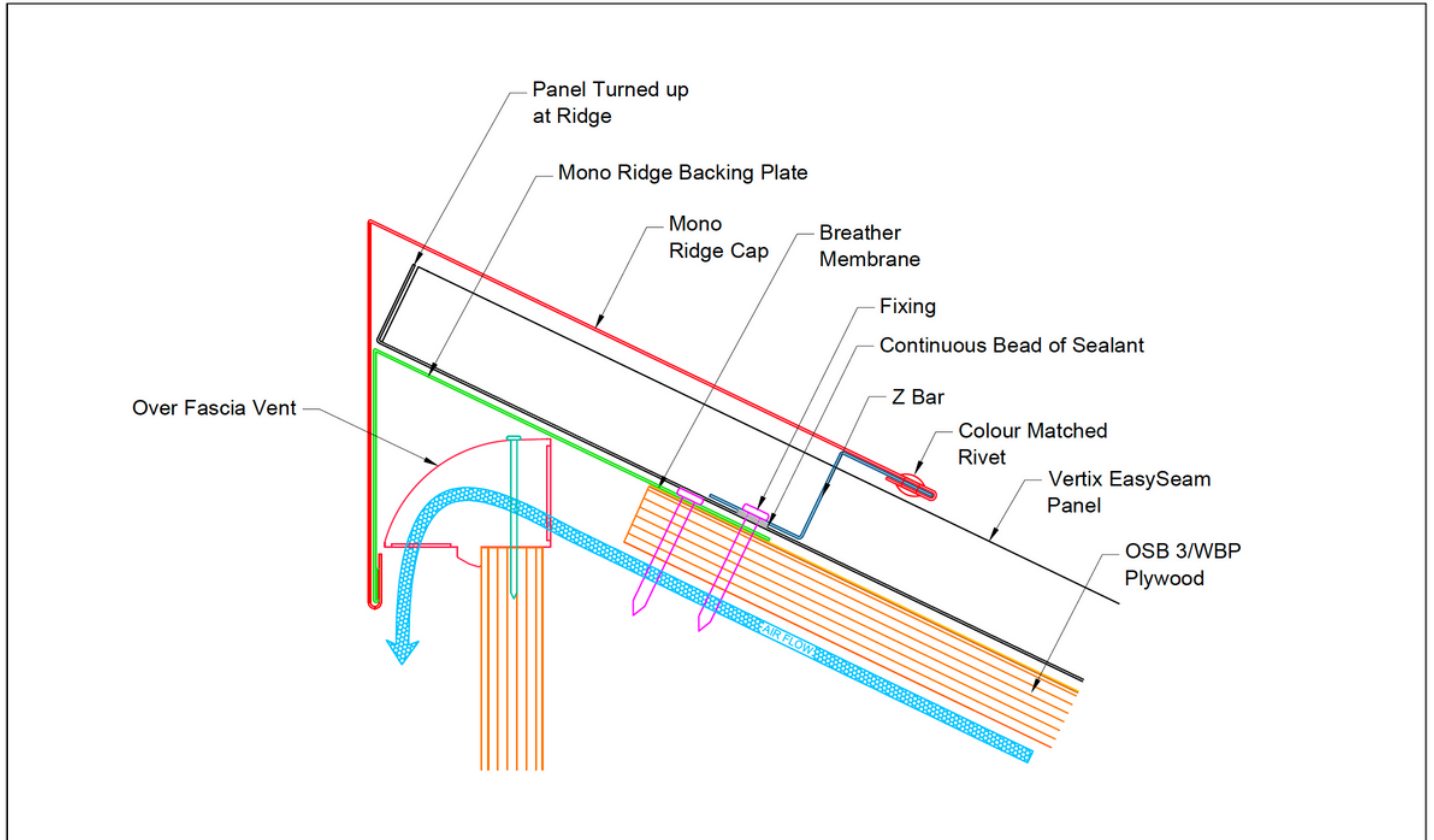 Panel Turned up
at Ridge
Mono Ridge Backing Plate
Mono
Ridge Cap
Breather
Membrane
Fixing
Continuous Bead of Sealant
Z Bar
Over Fascia Vent
Colour Matched
Rivet
Vertix EasySeam
Panel
OSB 3/WBP
Plywood
AIR FLOW